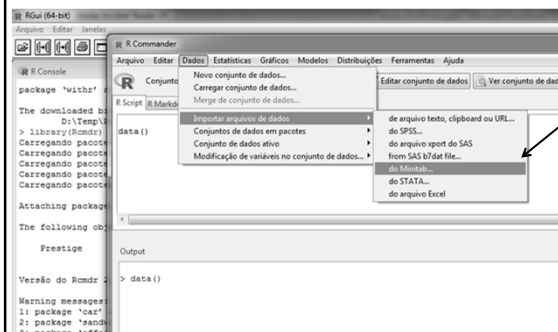 RGui (64-bit)
Arquivo Editar Janelas
R Console
package 'withr' s
The downloaded bi
D:\Temp\R
> library(Rcmdr)
Carregando pacote
Carregando pacote
Carregando pacote
Carregando pacote
Carregando pacote
Attaching package
The following obj
Prestige
Versão do Rcmdr 2
Warning messages:
1: package 'car'
2: package 'sandw
R Commander
Arquivo Editar Dados Estatísticas Gráficos Modelos Distribuições Ferramentas Ajuda
Conjunto
Editar conjunto de dados
Ver conjunto de dad
R Script
R Markd
data()
Novo conjunto de dados...
Carregar conjunto de dados...
Merge de conjunto de dados...
Importar arquivos de dados
Conjuntos de dados em pacotes
Conjunto de dados ativo
Modificação de variáveis no conjunto de dados...
de arquivo texto, clipboard ou URL...
do SPSS...
do arquivo xport do SAS
from SAS b7dat file...
do Minitab...
do STATA...
do arquivo Excel
Output
> data()